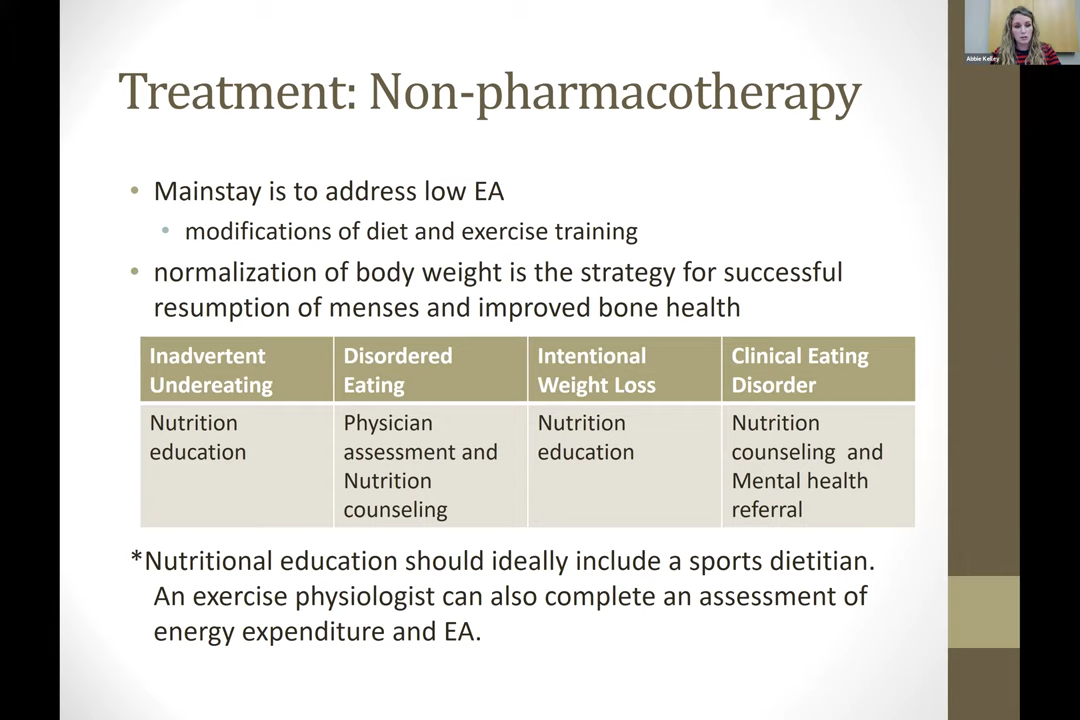 Abbie Kelley
Treatment: Non-pharmacotherapy
• Mainstay is to address low EA
• modifications of diet and exercise training
• normalization of body weight is the strategy for successful
resumption of menses and improved bone health
Inadvertent
Undereating
Disordered
Eating
Intentional
Weight Loss
Clinical Eating
Disorder
Nutrition
education
Physician
assessment and
Nutrition
counseling
Nutrition
education
Nutrition
counseling and
Mental health
referral
*Nutritional education should ideally include a sports dietitian.
An exercise physiologist can also complete an assessment of
energy expenditure and EA.